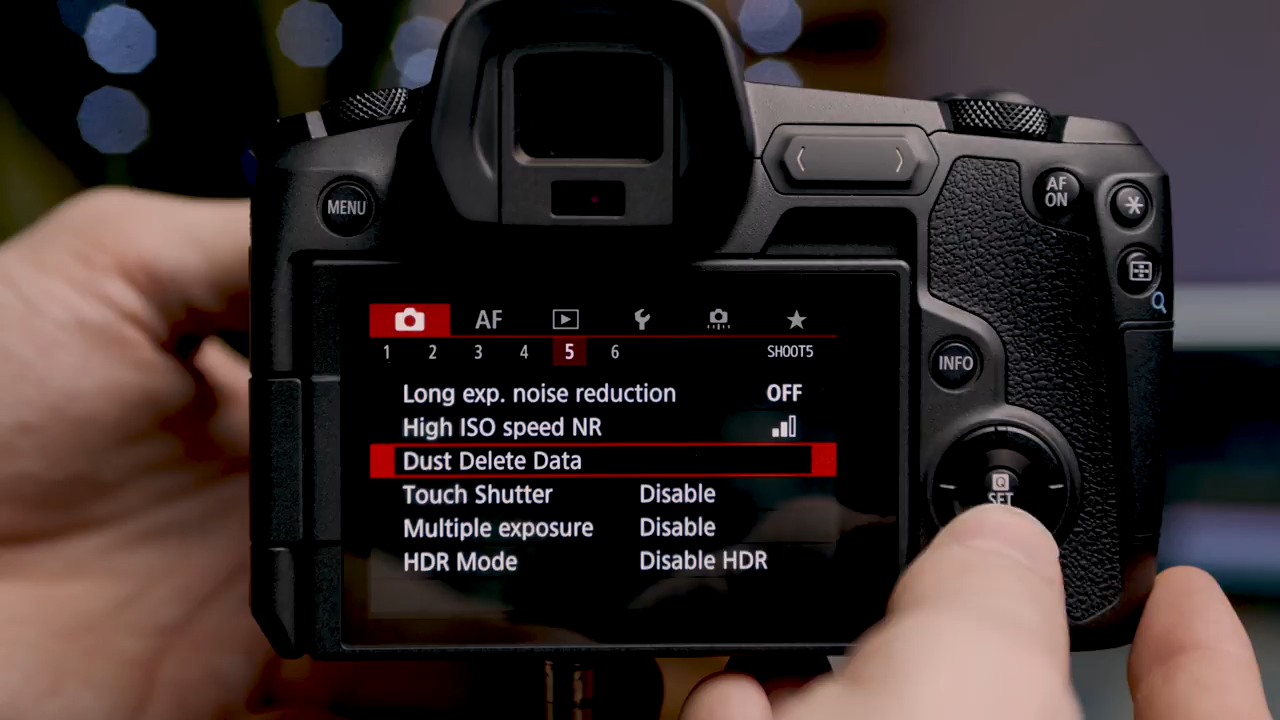 MENU
AF
ON
INFO
Q
SET
AF
1 2 3 4 5 6 SHOOT5
Long exp. noise reduction OFF
High ISO speed NR
Dust Delete Data
Touch Shutter Disable
Multiple exposure Disable
HDR Mode Disable HDR